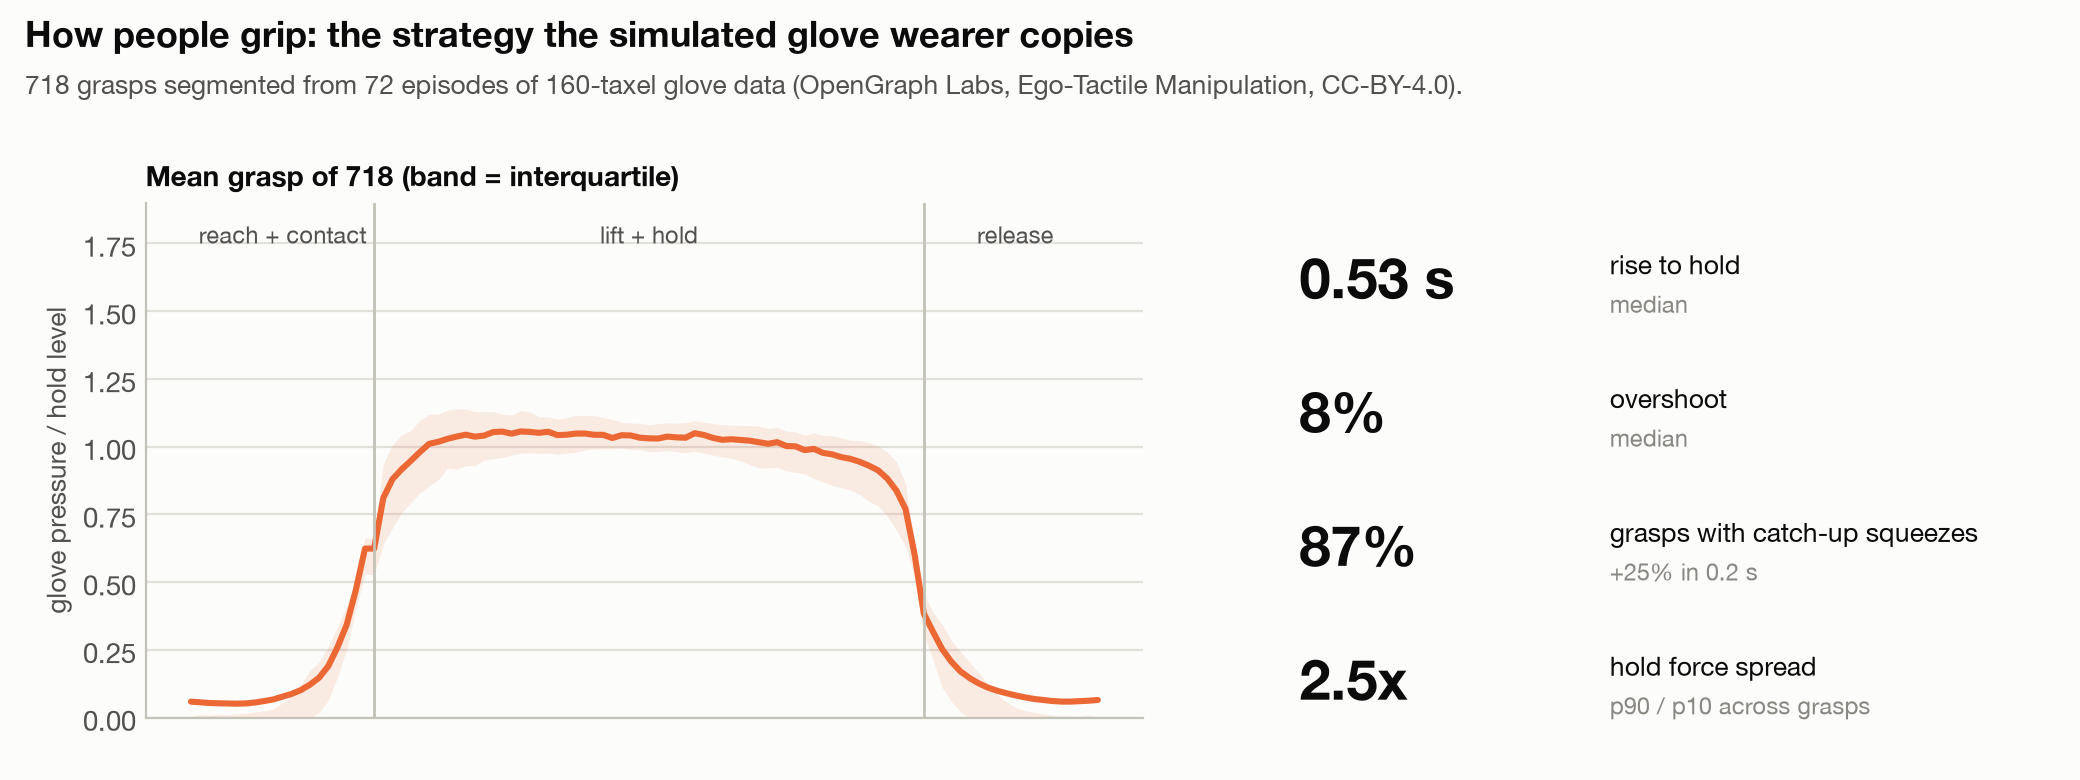 How people grip: the strategy the simulated glove wearer copies
718 grasps segmented from 72 episodes of 160-taxel glove data (OpenGraph Labs, Ego-Tactile Manipulation, CC-BY-4.0).
Mean grasp of 718 (band = interquartile)
reach + contact
lift + hold
release
glove pressure / hold level
1.75
1.50
1.25
1.00
0.75
0.50
0.25
0.00
0.53 s
rise to hold
median
8%
overshoot
median
87%
grasps with catch-up squeezes
+25% in 0.2 s
2.5x
hold force spread
p90 / p10 across grasps